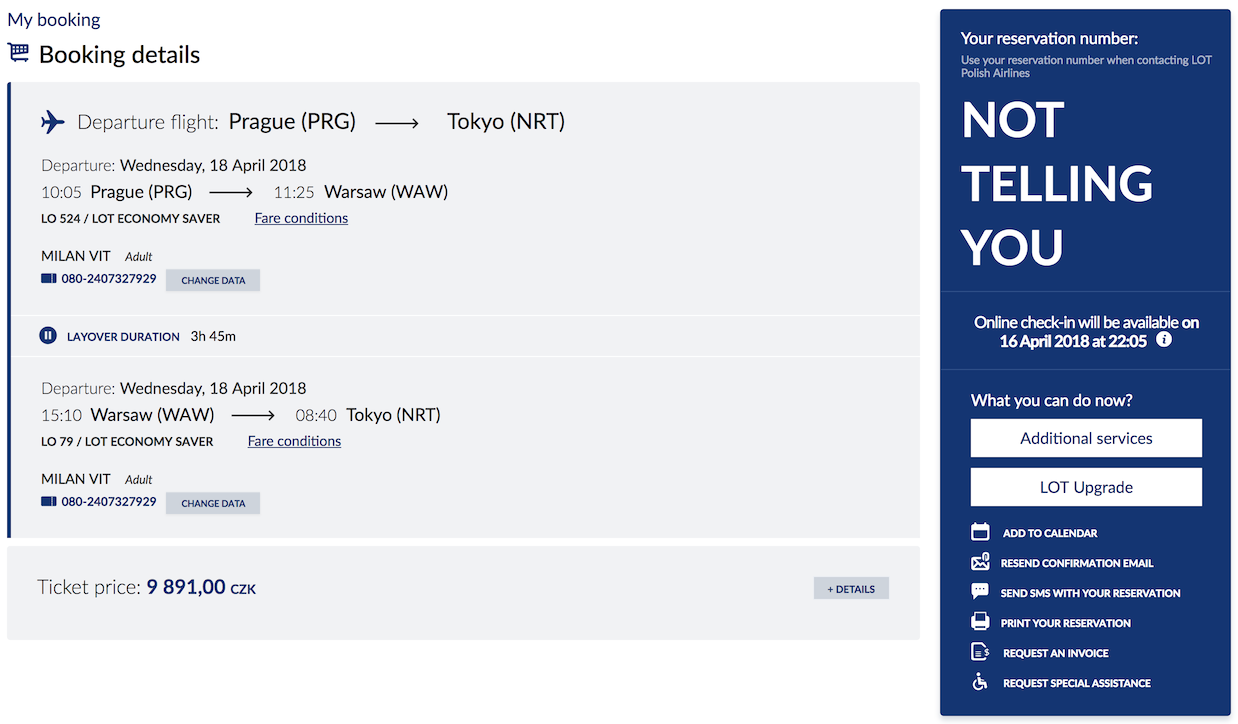 My booking
Booking details
Departure flight: Prague (PRG) → Tokyo (NRT)
Departure: Wednesday, 18 April 2018
10:05 Prague (PRG) → 11:25 Warsaw (WAW)
LO 524 / LOT ECONOMY SAVER Fare conditions
MILAN VIT Adult
080-2407327929 CHANGE DATA
LAYOVER DURATION 3h 45m
Departure: Wednesday, 18 April 2018
15:10 Warsaw (WAW) → 08:40 Tokyo (NRT)
LO 79 / LOT ECONOMY SAVER Fare conditions
MILAN VIT Adult
080-2407327929 CHANGE DATA
Ticket price: 9 891,00 CZK + DETAILS
Your reservation number:
Use your reservation number when contacting LOT
Polish Airlines
NOT
TELLING
YOU
Online check-in will be available on
16 April 2018 at 22:05 i
What you can do now?
Additional services
LOT Upgrade
ADD TO CALENDAR
RESEND CONFIRMATION EMAIL
SEND SMS WITH YOUR RESERVATION
PRINT YOUR RESERVATION
REQUEST AN INVOICE
REQUEST SPECIAL ASSISTANCE